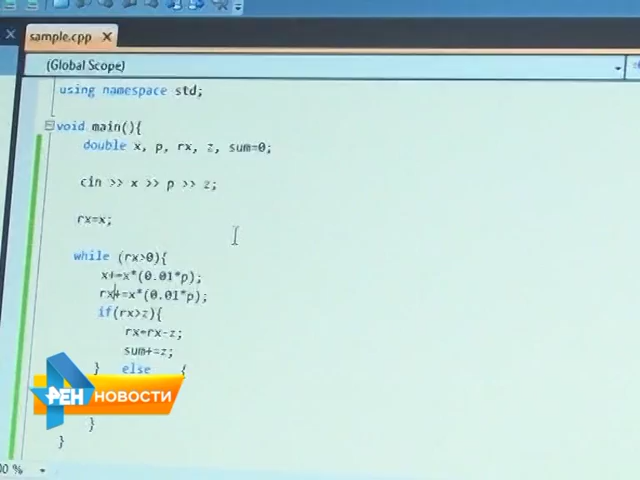 sample.cpp
(Global Scope)
using namespace std;
void main(){
double x, p, rx, z, sum=0;
cin >> x >> p >> z;
rx=x;
while (rx>0){
x+=x*(0.01*p);
rx+=x*(0.01*p);
if(rx>z){
rx=rx-z;
sum+=z;
} else {
}
}
РЕН НОВОСТИ